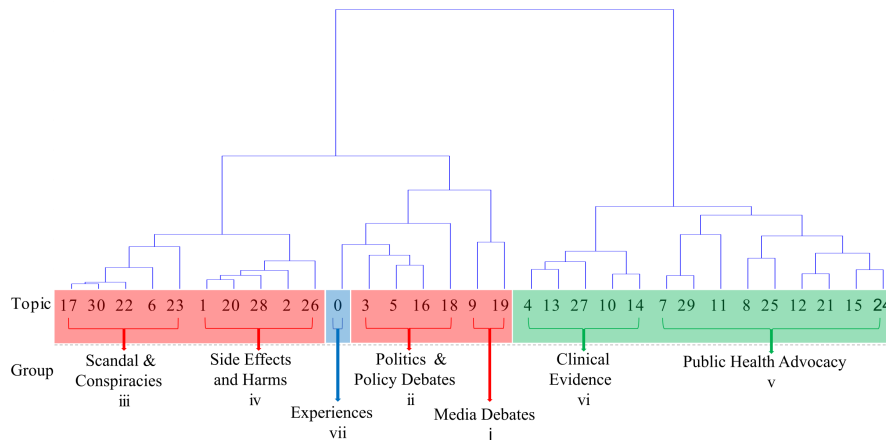 Topic 17 30 22 6 23 1 20 28 2 26 0 3 5 16 18 9 19 4 13 27 10 14 7 29 11 8 25 12 21 15 24
Group
Scandal &
Conspiracies
iii
Side Effects
and Harms
iv
Experiences
vii
Politics & 
Policy Debates
ii
Media Debates
i
Clinical
Evidence
vi
Public Health Advocacy
v